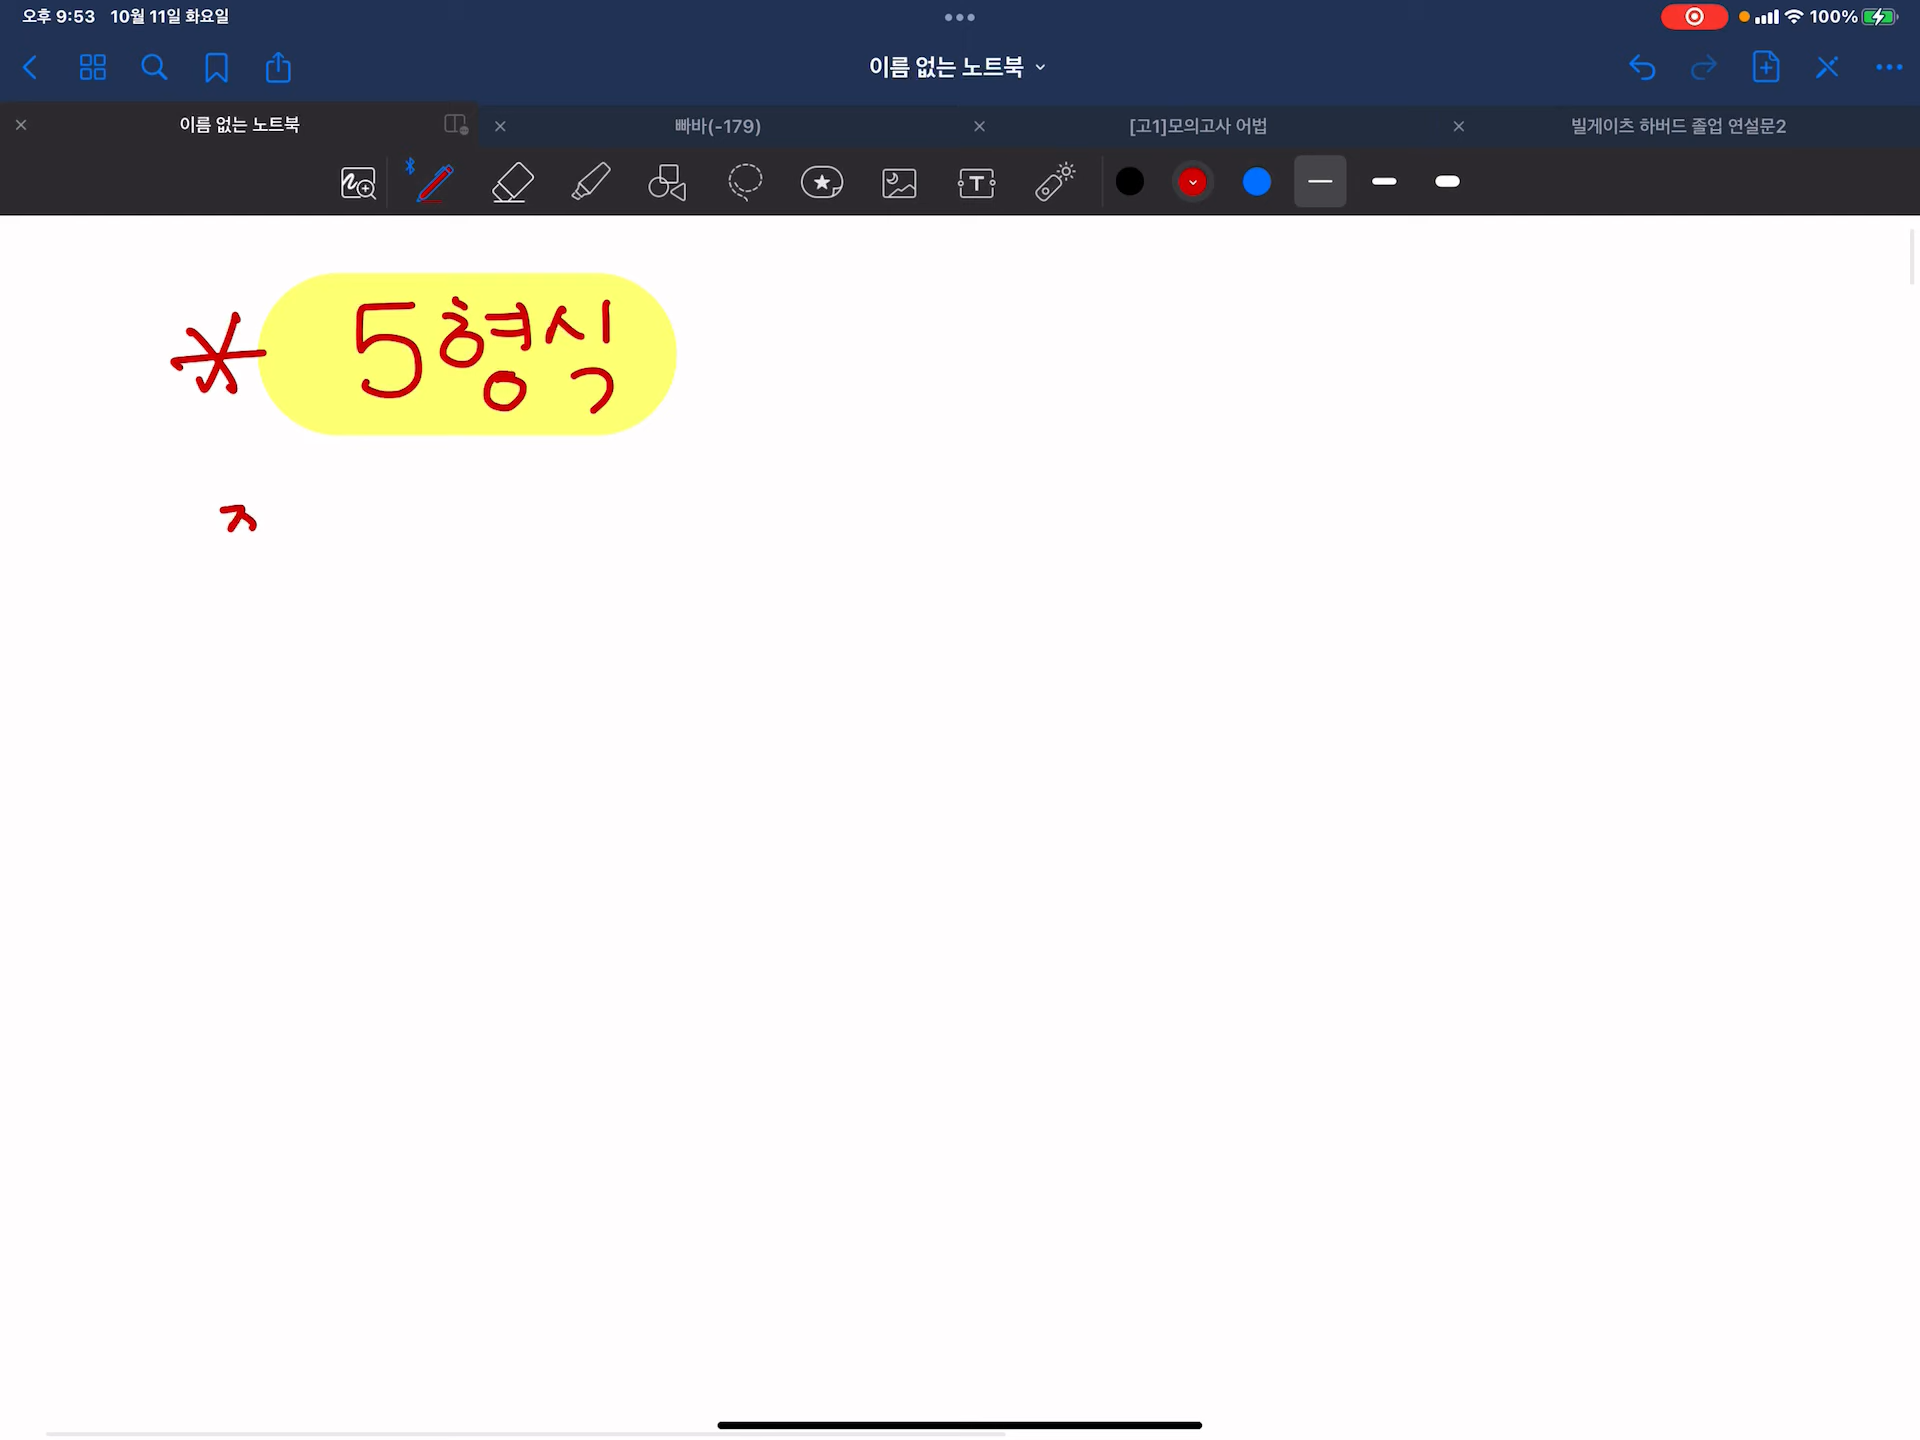 오후 9:53 10월 11일 화요일
100%
이름 없는 노트북
이름 없는 노트북
빠바(-179)
[고1]모의고사 어법
빌게이츠 하버드 졸업 연설문2
T
* 5형식
ㅈ